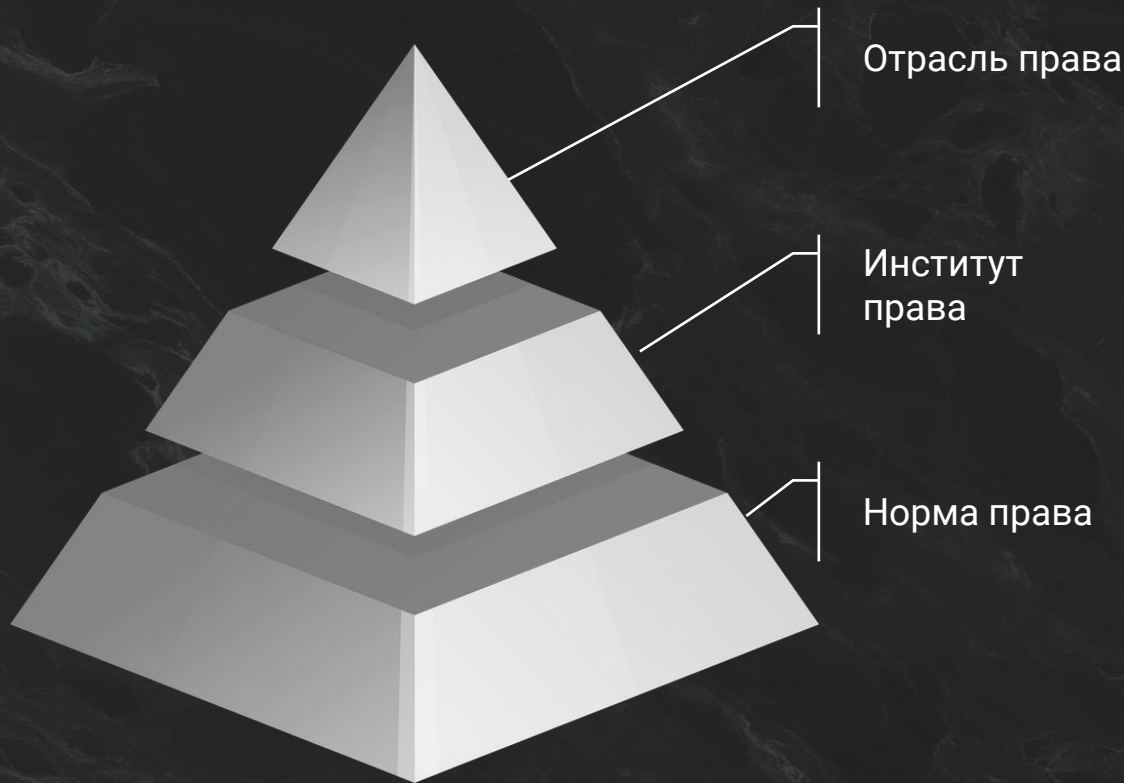 Отрасль права
Институт
права
Норма права